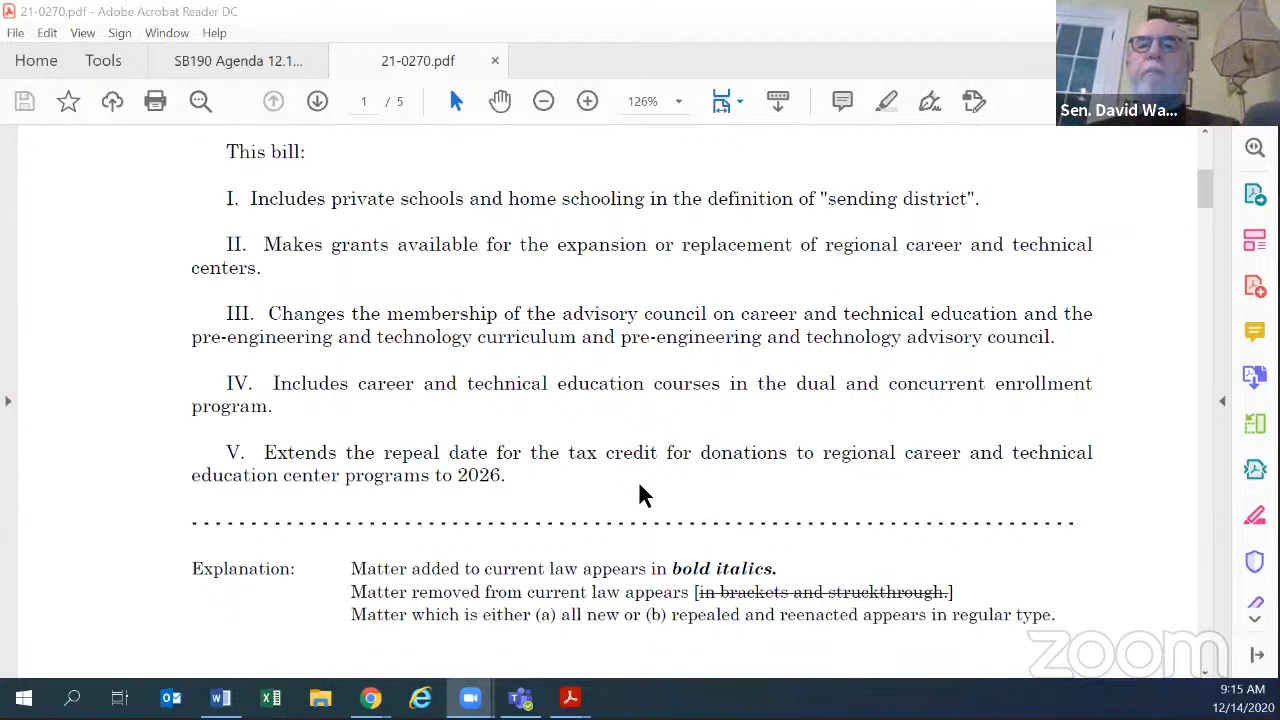 21-0270.pdf - Adobe Acrobat Reader DC
File Edit View Sign Window Help
Home Tools SB190 Agenda 12.1... 21-0270.pdf ×
1 / 5 126%
Sen. David Wa...
This bill:
I. Includes private schools and home schooling in the definition of "sending district".
II. Makes grants available for the expansion or replacement of regional career and technical
centers.
III. Changes the membership of the advisory council on career and technical education and the
pre-engineering and technology curriculum and pre-engineering and technology advisory council.
IV. Includes career and technical education courses in the dual and concurrent enrollment
program.
V. Extends the repeal date for the tax credit for donations to regional career and technical
education center programs to 2026.
Explanation: Matter added to current law appears in bold italics.
Matter removed from current law appears [in brackets and struckthrough.]
Matter which is either (a) all new or (b) repealed and reenacted appears in regular type.
zoom
9:15 AM
12/14/2020